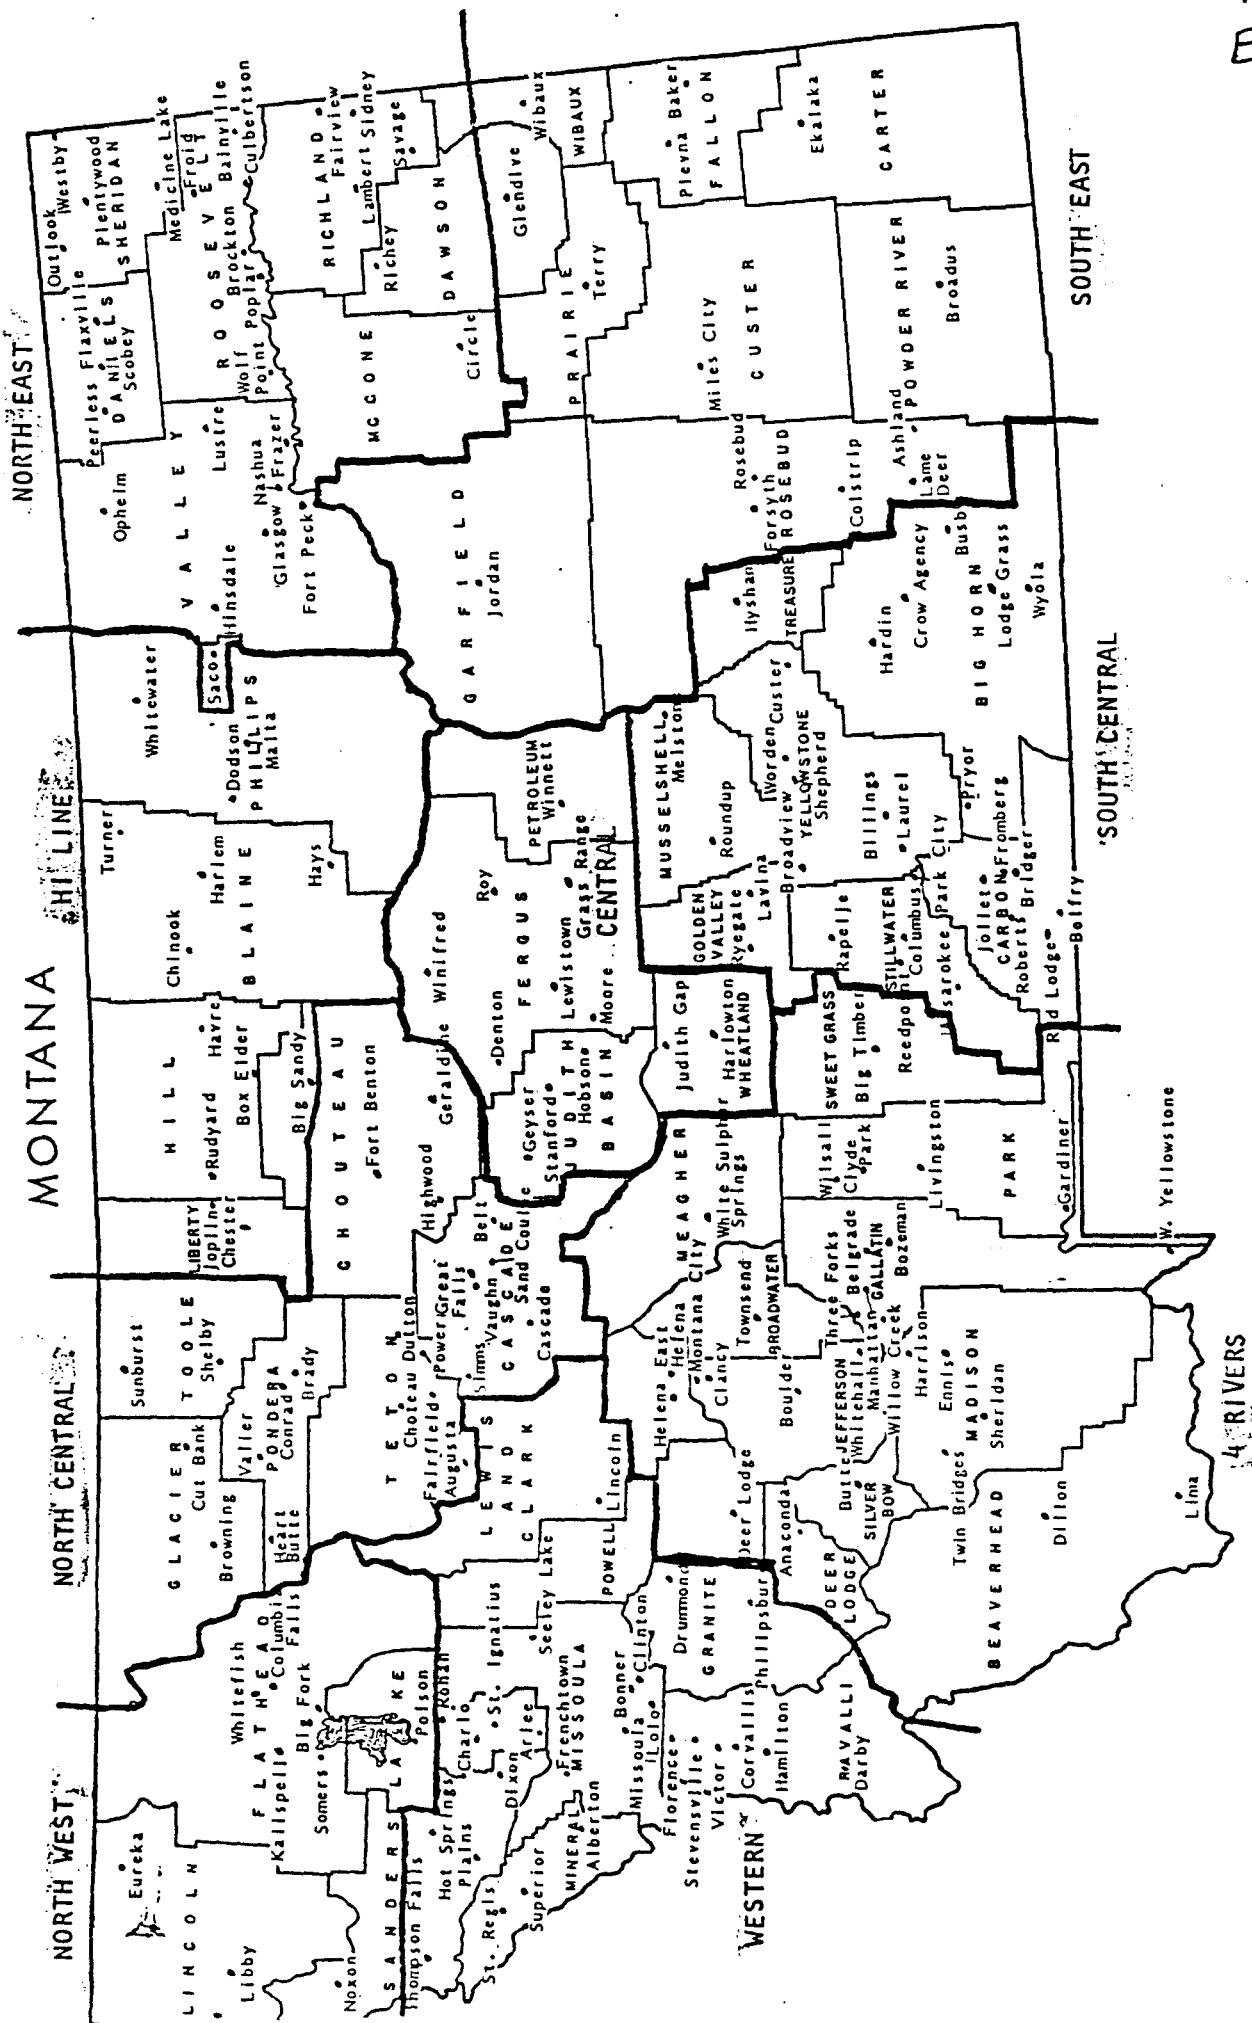 MONTANA
NORTH WEST
NORTH CENTRAL
HI LINE
NORTH EAST
WESTERN
CENTRAL
4 RIVERS
SOUTH CENTRAL
SOUTH EAST
LINCOLN
Eureka
Libby
Noxon
SANDERS
Thompson Falls
Hot Springs
Plains
St. Regis
Superior
MINERAL
Alberton
FLATHEAD
Whitefish
Columbia
Falls
Kalispell
Big Fork
Somers
LAKE
Polson
Ronan
Charlo
St. Ignatius
Arlee
Dixon
Frenchtown
MISSOULA
Seeley Lake
Bonner
Clinton
Missoula
Lolo
Florence
Stevensville
Victor
Corvallis
Hamilton
RAVALLI
Darby
Drummond
GRANITE
Philipsburg
POWELL
Deer Lodge
Anaconda
DEER
LODGE
GLACIER
Cut Bank
Browning
Heart
Butte
TOOLE
Sunburst
Shelby
PONDERA
Valier
Conrad
Brady
TETON
Choteau
Dutton
Power
Fairfield
Augusta
LEWIS
AND
CLARK
Lincoln
Helena
East
Helena
Montana City
Clancy
CASCADE
Great
Falls
Simms
Vaughn
Sand Coulee
Belt
Cascade
LIBERTY
Joplin
Chester
HILL
Rudyard
Havre
Box Elder
Big Sandy
CHOUTEAU
Fort Benton
Highwood
Geraldine
BLAINE
Chinook
Harlem
Turner
Hays
PHILLIPS
Whitewater
Saco
Dodson
Malta
VALLEY
Opheim
Hinsdale
Glasgow
Nashua
Frazer
Fort Peck
Lustre
DANIELS
Peerless
Flaxville
Scobey
SHERIDAN
Outlook
Westby
Plentywood
Medicine Lake
ROOSEVELT
Froid
Bainville
Culbertson
Brockton
Poplar
Wolf
Point
RICHLAND
Fairview
Lambert
Sidney
Savage
DAWSON
Richey
Glendive
MCCONE
Circle
GARFIELD
Jordan
WIBAUX
Wibaux
PRAIRIE
Terry
FALLON
Plevna
Baker
CARTER
Ekalaka
CUSTER
Miles City
POWDER RIVER
Broadus
ROSEBUD
Rosebud
Forsyth
Colstrip
Ashland
Lame
Deer
TREASURE
Hysham
BIG HORN
Hardin
Crow Agency
Busby
Lodge Grass
Wyola
YELLOWSTONE
Custer
Worden
Shepherd
Broadview
Billings
Laurel
Pryor
MUSSELSHELL
Melstone
Roundup
GOLDEN
VALLEY
Ryegate
Lavina
STILLWATER
Rapelje
Columbus
Park City
Absarokee
Reedpoint
CARBON
Joliet
Fromberg
Bridger
Roberts
Red Lodge
Belfry
PETROLEUM
Winnett
FERGUS
Roy
Winifred
Denton
Lewistown
Grass Range
Moore
JUDITH
BASIN
Geyser
Stanford
Hobson
WHEATLAND
Judith Gap
Harlowton
SWEET GRASS
Big Timber
PARK
Wilsall
Clyde
Park
Livingston
Gardiner
MEAGHER
White Sulphur
Springs
BROADWATER
Townsend
GALLATIN
Three Forks
Belgrade
Manhattan
Bozeman
Willow Creek
W. Yellowstone
JEFFERSON
Boulder
Whitehall
Butte
SILVER
BOW
MADISON
Harrison
Ennis
Sheridan
Twin Bridges
BEAVERHEAD
Dillon
Lima